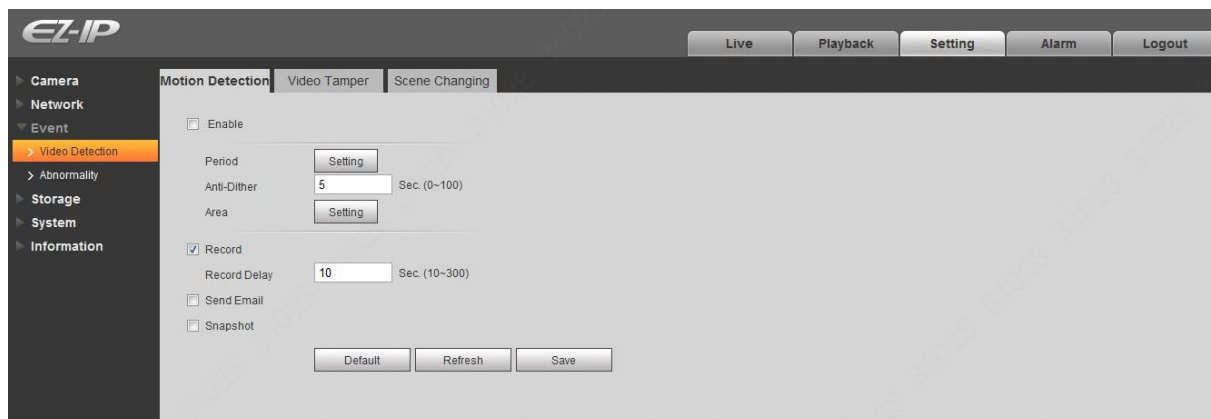 EZ-IP
Live Playback Setting Alarm Logout
Camera
Network
Event
Video Detection
Abnormality
Storage
System
Information
Motion Detection Video Tamper Scene Changing
Enable
Period Setting
Anti-Dither 5 Sec. (0~100)
Area Setting
Record
Record Delay 10 Sec. (10~300)
Send Email
Snapshot
Default Refresh Save